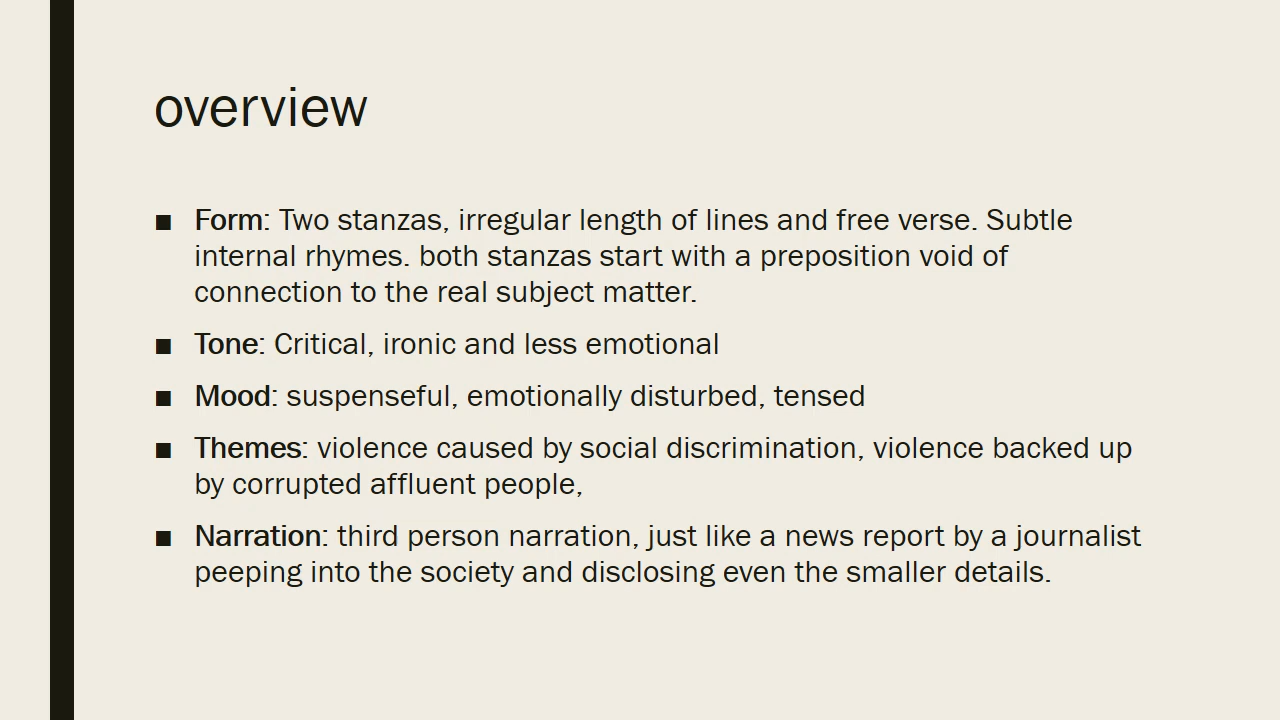 overview
▪ Form: Two stanzas, irregular length of lines and free verse. Subtle
internal rhymes. both stanzas start with a preposition void of
connection to the real subject matter.
▪ Tone: Critical, ironic and less emotional
▪ Mood: suspenseful, emotionally disturbed, tensed
▪ Themes: violence caused by social discrimination, violence backed up
by corrupted affluent people,
▪ Narration: third person narration, just like a news report by a journalist
peeping into the society and disclosing even the smaller details.